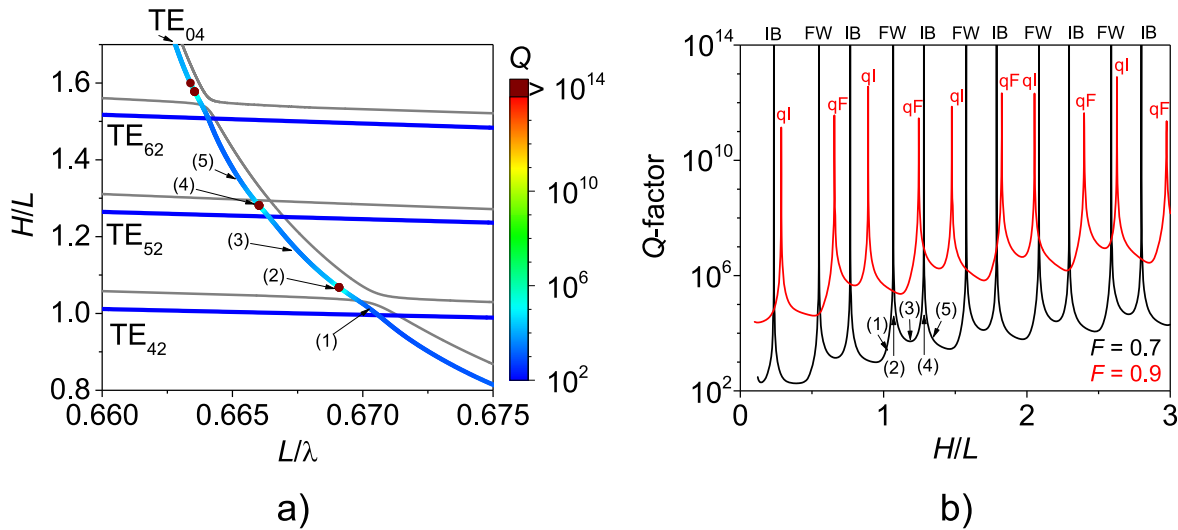 TE04
Q
> 10^14
10^10
10^6
10^2
H/L
1.6
1.4
1.2
1.0
0.8
TE62
(5)
(4)
TE52
(3)
(2)
TE42
(1)
0.660 0.665 0.670 0.675
L/λ
a)
IB FW IB FW IB FW IB FW IB FW IB
Q-factor
10^14
10^10
10^6
10^2
qI qF qI qF qI qF qI qF qI qF
(1) (3) (5)
(2) (4)
F = 0.7
F = 0.9
0 1 2 3
H/L
b)